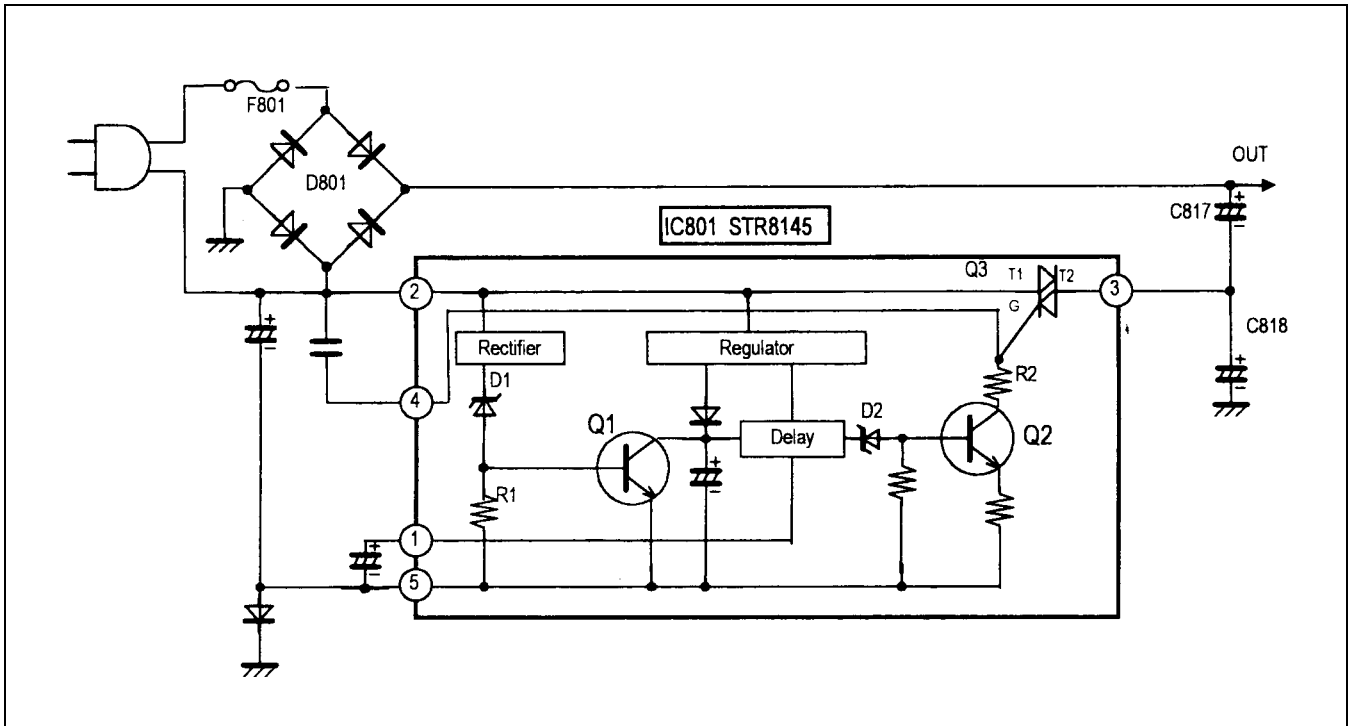 F801
OUT
D801
C817
+
-
IC801 STR8145
Q3
T1
T2
2
3
G
C818
+
-
Rectifier
Regulator
+
-
D1
R2
4
D2
Q1
Delay
Q2
+
-
R1
1
+
-
5